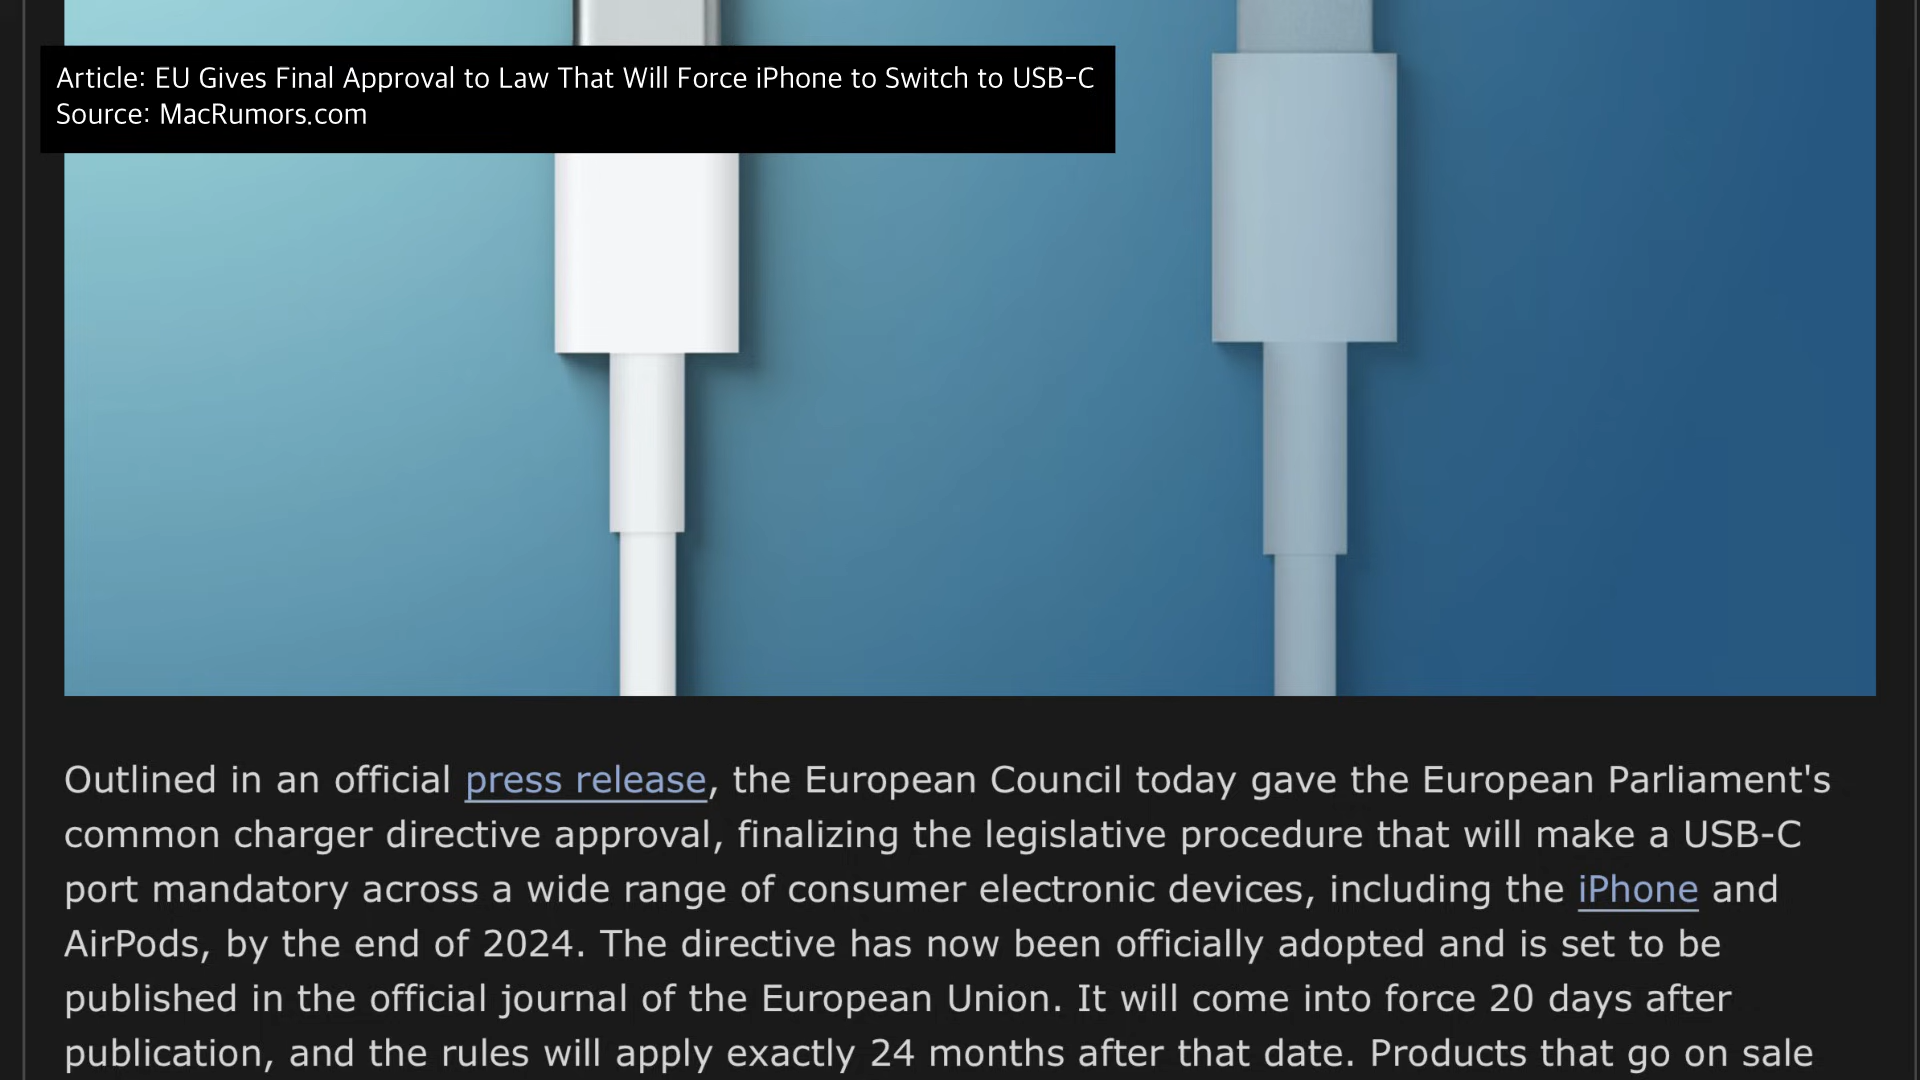 Article: EU Gives Final Approval to Law That Will Force iPhone to Switch to USB-C
Source: MacRumors.com
Outlined in an official press release, the European Council today gave the European Parliament's
common charger directive approval, finalizing the legislative procedure that will make a USB-C
port mandatory across a wide range of consumer electronic devices, including the iPhone and
AirPods, by the end of 2024. The directive has now been officially adopted and is set to be
published in the official journal of the European Union. It will come into force 20 days after
publication, and the rules will apply exactly 24 months after that date. Products that go on sale